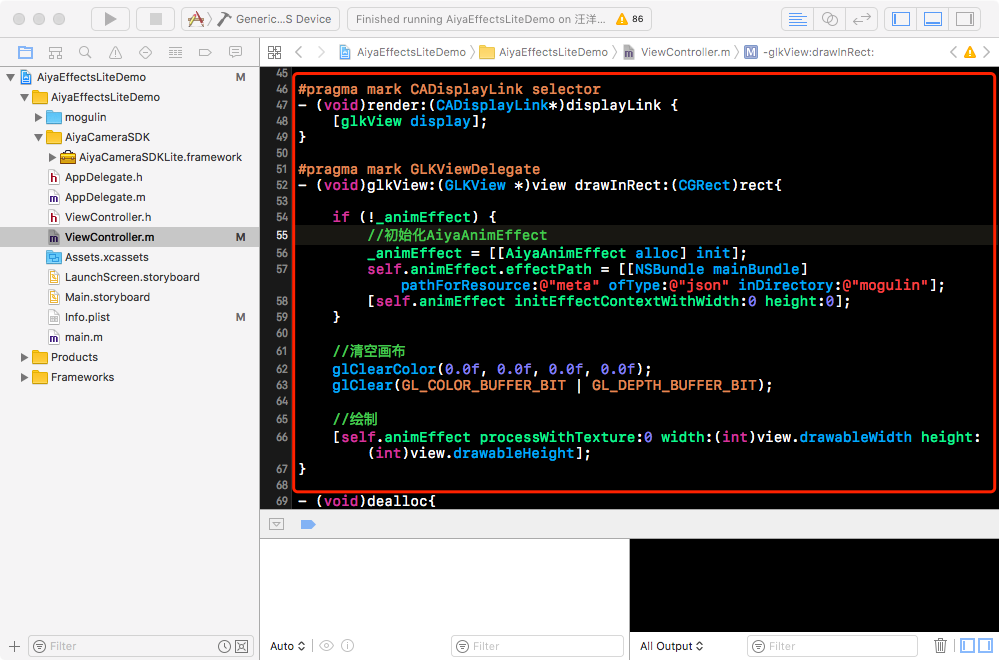 Generic...S Device
Finished running AiyaEffectsLiteDemo on 汪洋... 86
AiyaEffectsLiteDemo AiyaEffectsLiteDemo ViewController.m M -glkView:drawInRect:
AiyaEffectsLiteDemo M
AiyaEffectsLiteDemo
mogulin
AiyaCameraSDK
AiyaCameraSDKLite.framework
h AppDelegate.h
m AppDelegate.m
h ViewController.h
m ViewController.m M
Assets.xcassets
LaunchScreen.storyboard
Main.storyboard
Info.plist M
m main.m
Products
Frameworks
45
46 #pragma mark CADisplayLink selector
47 - (void)render:(CADisplayLink*)displayLink {
48 [glkView display];
49 }
50
51 #pragma mark GLKViewDelegate
52 - (void)glkView:(GLKView *)view drawInRect:(CGRect)rect{
53
54 if (!_animEffect) {
55 //初始化AiyaAnimEffect
56 _animEffect = [[AiyaAnimEffect alloc] init];
57 self.animEffect.effectPath = [[NSBundle mainBundle]
pathForResource:@"meta" ofType:@"json" inDirectory:@"mogulin"];
58 [self.animEffect initEffectContextWithWidth:0 height:0];
59 }
60
61 //清空画布
62 glClearColor(0.0f, 0.0f, 0.0f, 0.0f);
63 glClear(GL_COLOR_BUFFER_BIT | GL_DEPTH_BUFFER_BIT);
64
65 //绘制
66 [self.animEffect processWithTexture:0 width:(int)view.drawableWidth height:
(int)view.drawableHeight];
67 }
68
69 - (void)dealloc{
Filter
Auto
Filter
All Output
Filter